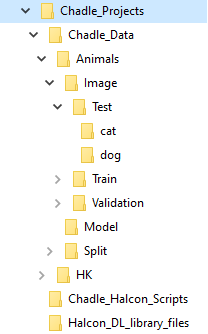 Chadle_Projects
Chadle_Data
Animals
Image
Test
cat
dog
Train
Validation
Model
Split
HK
Chadle_Halcon_Scripts
Halcon_DL_library_files